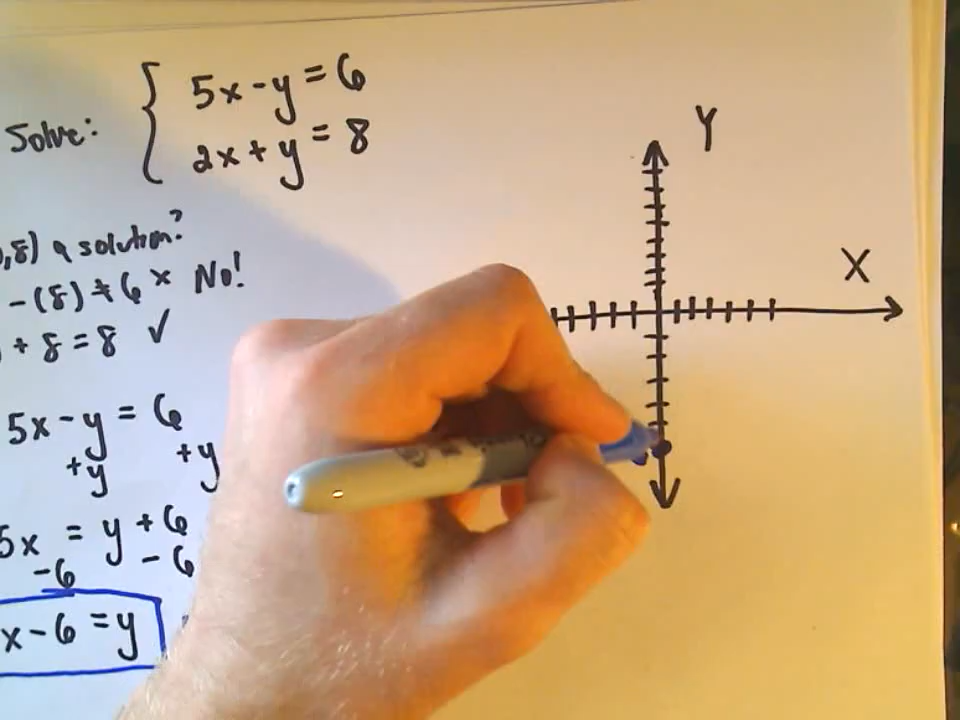 Solve: { 5x - y = 6
2x + y = 8
,8) a solution?
- (8) ≠ 6 × No!
+ 8 = 8 ✓
5x - y = 6
+y +y
5x = y + 6
-6 - 6
x - 6 = y
Y
X